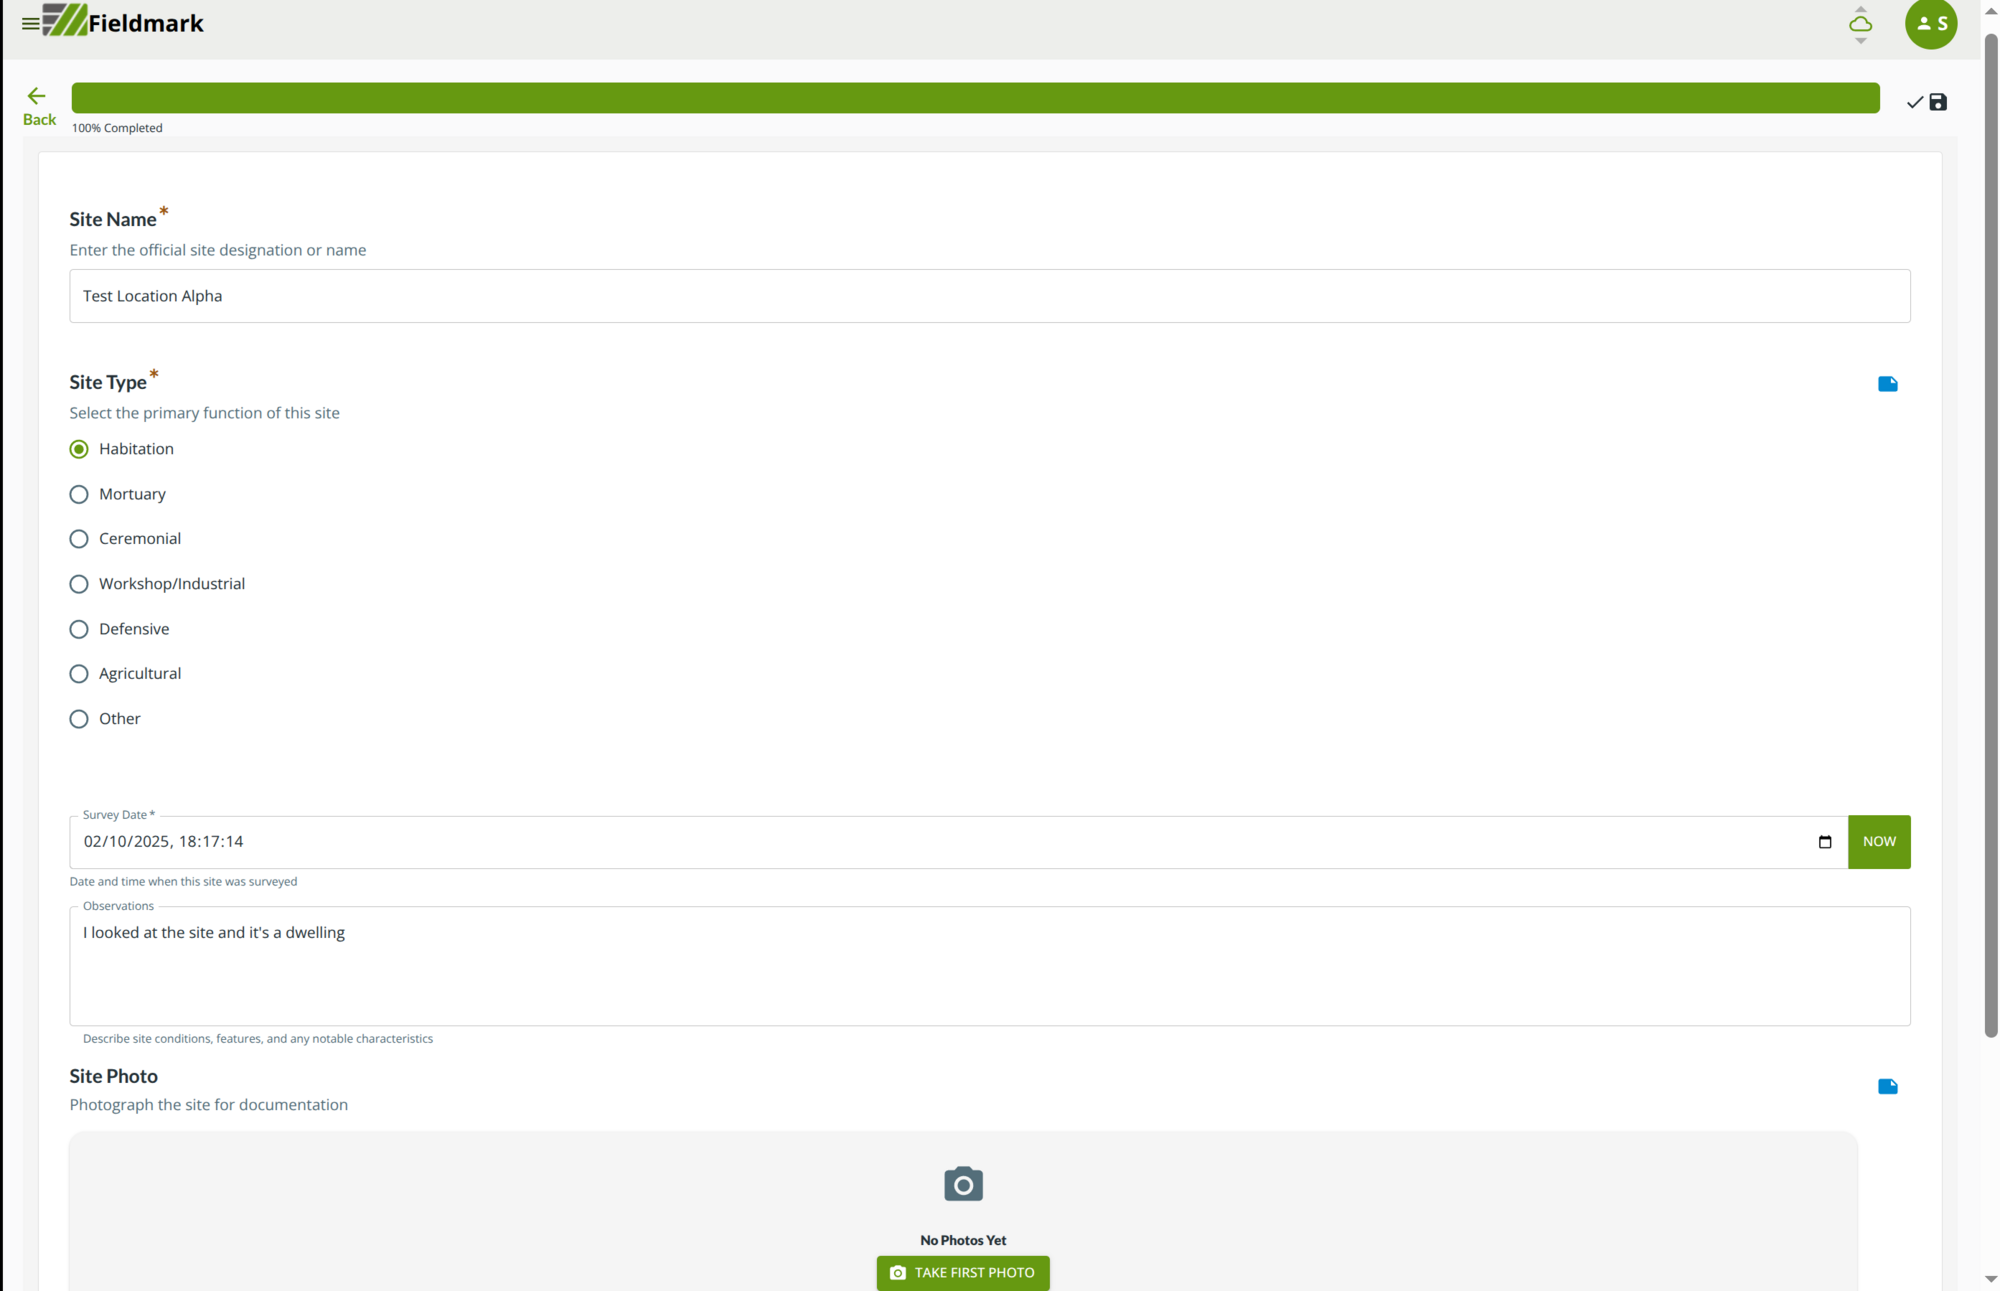 Fieldmark
S
Back
100% Completed
Site Name*
Enter the official site designation or name
Test Location Alpha
Site Type*
Select the primary function of this site
Habitation
Mortuary
Ceremonial
Workshop/Industrial
Defensive
Agricultural
Other
Survey Date *
02/10/2025, 18:17:14
NOW
Date and time when this site was surveyed
Observations
I looked at the site and it's a dwelling
Describe site conditions, features, and any notable characteristics
Site Photo
Photograph the site for documentation
No Photos Yet
TAKE FIRST PHOTO